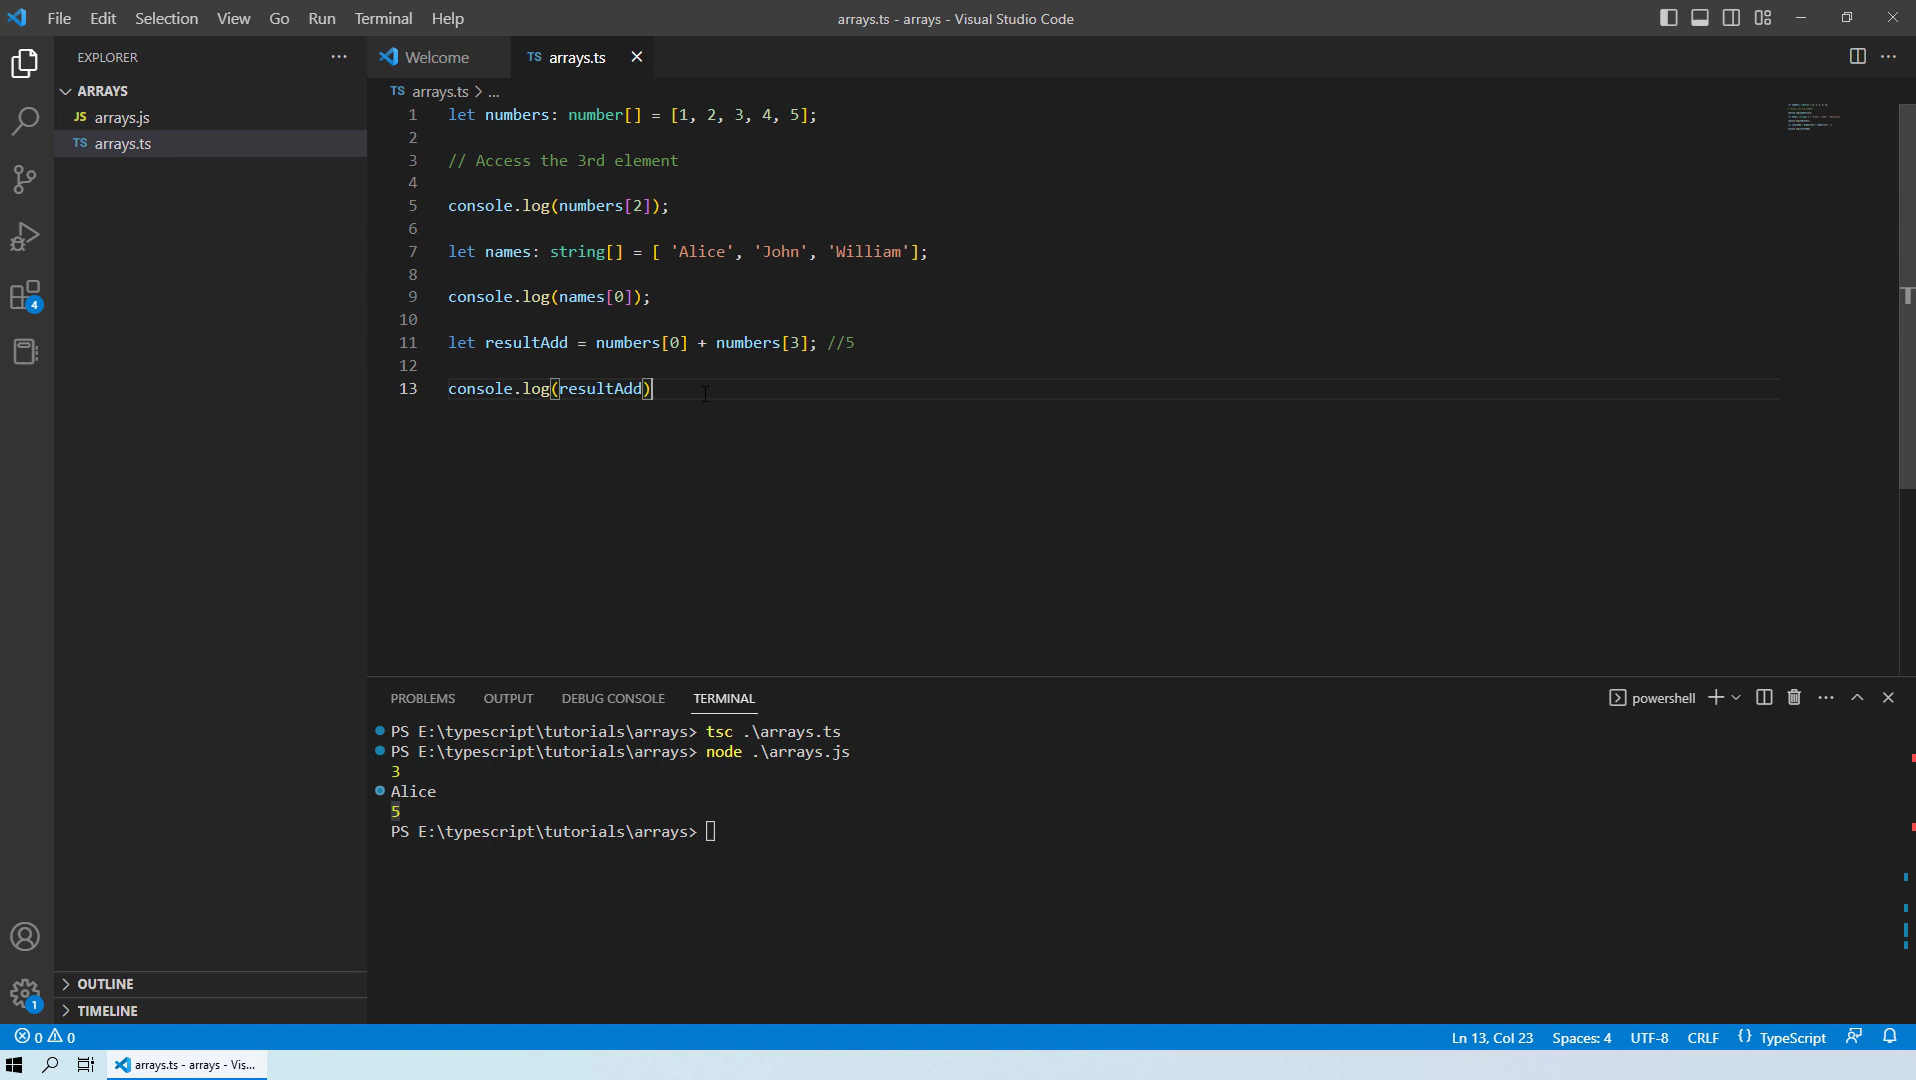 File Edit Selection View Go Run Terminal Help
arrays.ts - arrays - Visual Studio Code
EXPLORER
ARRAYS
JS arrays.js
TS arrays.ts
Welcome
TS arrays.ts
TS arrays.ts > ...
1 let numbers: number[] = [1, 2, 3, 4, 5];
2
3 // Access the 3rd element
4
5 console.log(numbers[2]);
6
7 let names: string[] = [ 'Alice', 'John', 'William'];
8
9 console.log(names[0]);
10
11 let resultAdd = numbers[0] + numbers[3]; //5
12
13 console.log(resultAdd)
4
1
OUTLINE
TIMELINE
PROBLEMS OUTPUT DEBUG CONSOLE TERMINAL
powershell
PS E:\typescript\tutorials\arrays> tsc .\arrays.ts
PS E:\typescript\tutorials\arrays> node .\arrays.js
3
Alice
5
PS E:\typescript\tutorials\arrays>
0 0
Ln 13, Col 23 Spaces: 4 UTF-8 CRLF {} TypeScript
arrays.ts - arrays - Vis...